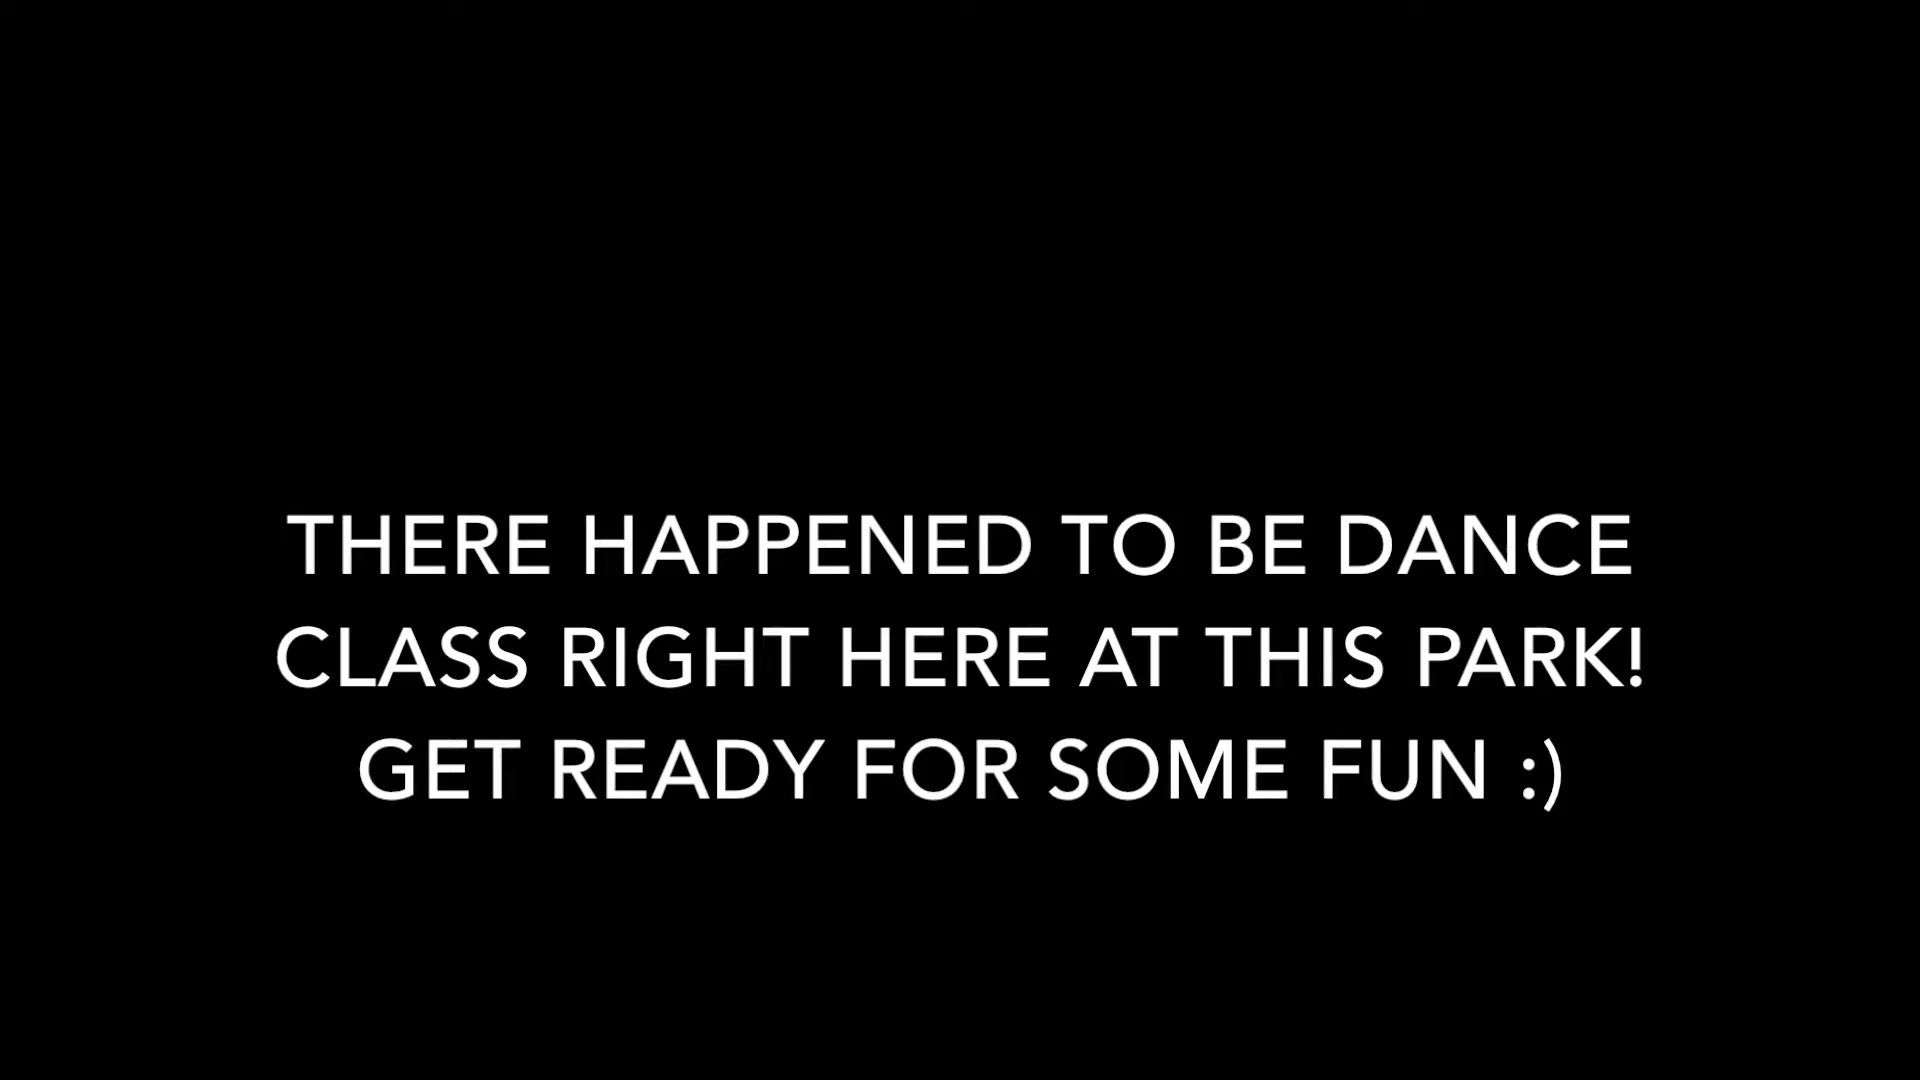 THERE HAPPENED TO BE DANCE
CLASS RIGHT HERE AT THIS PARK!
GET READY FOR SOME FUN :)